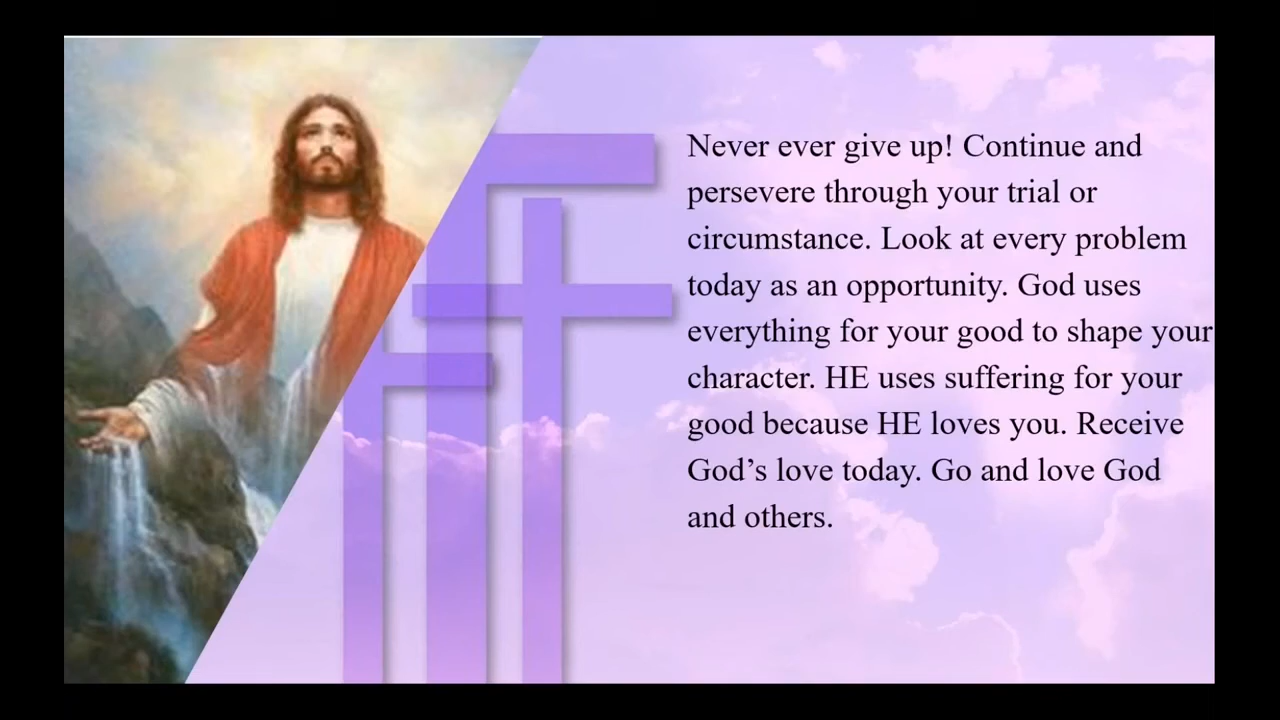 Never ever give up! Continue and
persevere through your trial or
circumstance. Look at every problem
today as an opportunity. God uses
everything for your good to shape your
character. HE uses suffering for your
good because HE loves you. Receive
God’s love today. Go and love God
and others.